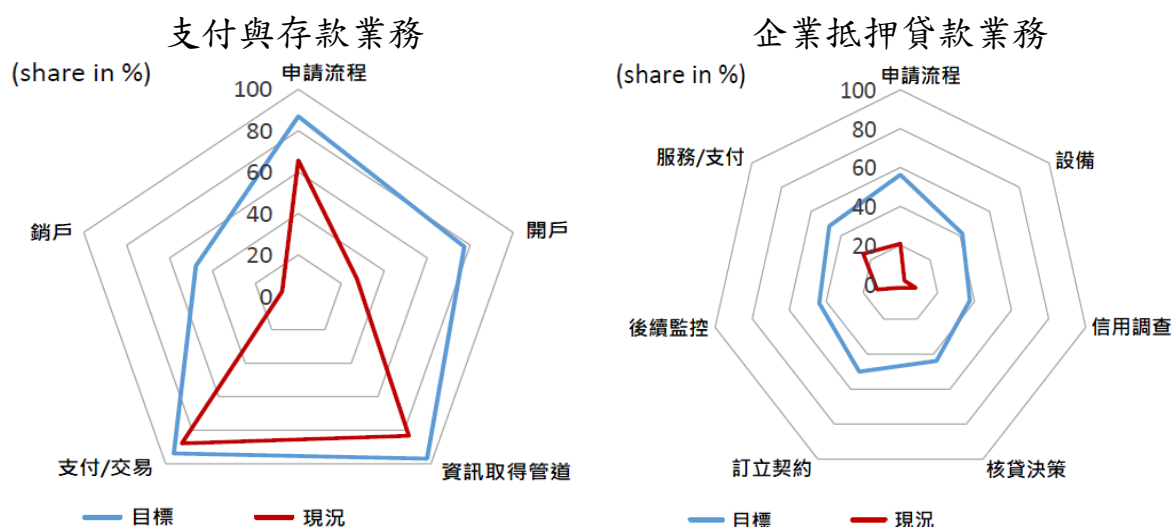 支付與存款業務
(share in %)
申請流程
100
80
60
40
20
0
開戶
資訊取得管道
支付/交易
銷戶
目標
現況
企業抵押貸款業務
(share in %)
申請流程
100
80
60
40
20
0
設備
信用調查
核貸決策
訂立契約
後續監控
服務/支付
目標
現況